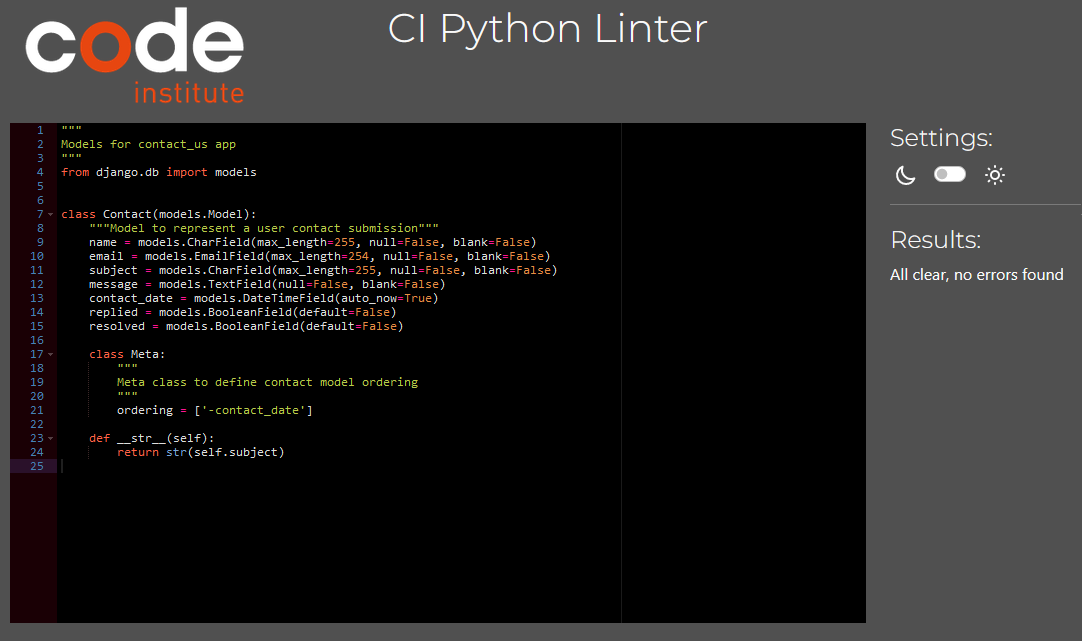 code
institute
CI Python Linter
1 """
2 Models for contact_us app
3 """
4 from django.db import models
5
6
7 class Contact(models.Model):
8     """Model to represent a user contact submission"""
9     name = models.CharField(max_length=255, null=False, blank=False)
10     email = models.EmailField(max_length=254, null=False, blank=False)
11     subject = models.CharField(max_length=255, null=False, blank=False)
12     message = models.TextField(null=False, blank=False)
13     contact_date = models.DateTimeField(auto_now=True)
14     replied = models.BooleanField(default=False)
15     resolved = models.BooleanField(default=False)
16
17     class Meta:
18         """
19         Meta class to define contact model ordering
20         """
21         ordering = ['-contact_date']
22
23     def __str__(self):
24         return str(self.subject)
25
Settings:
Results:
All clear, no errors found